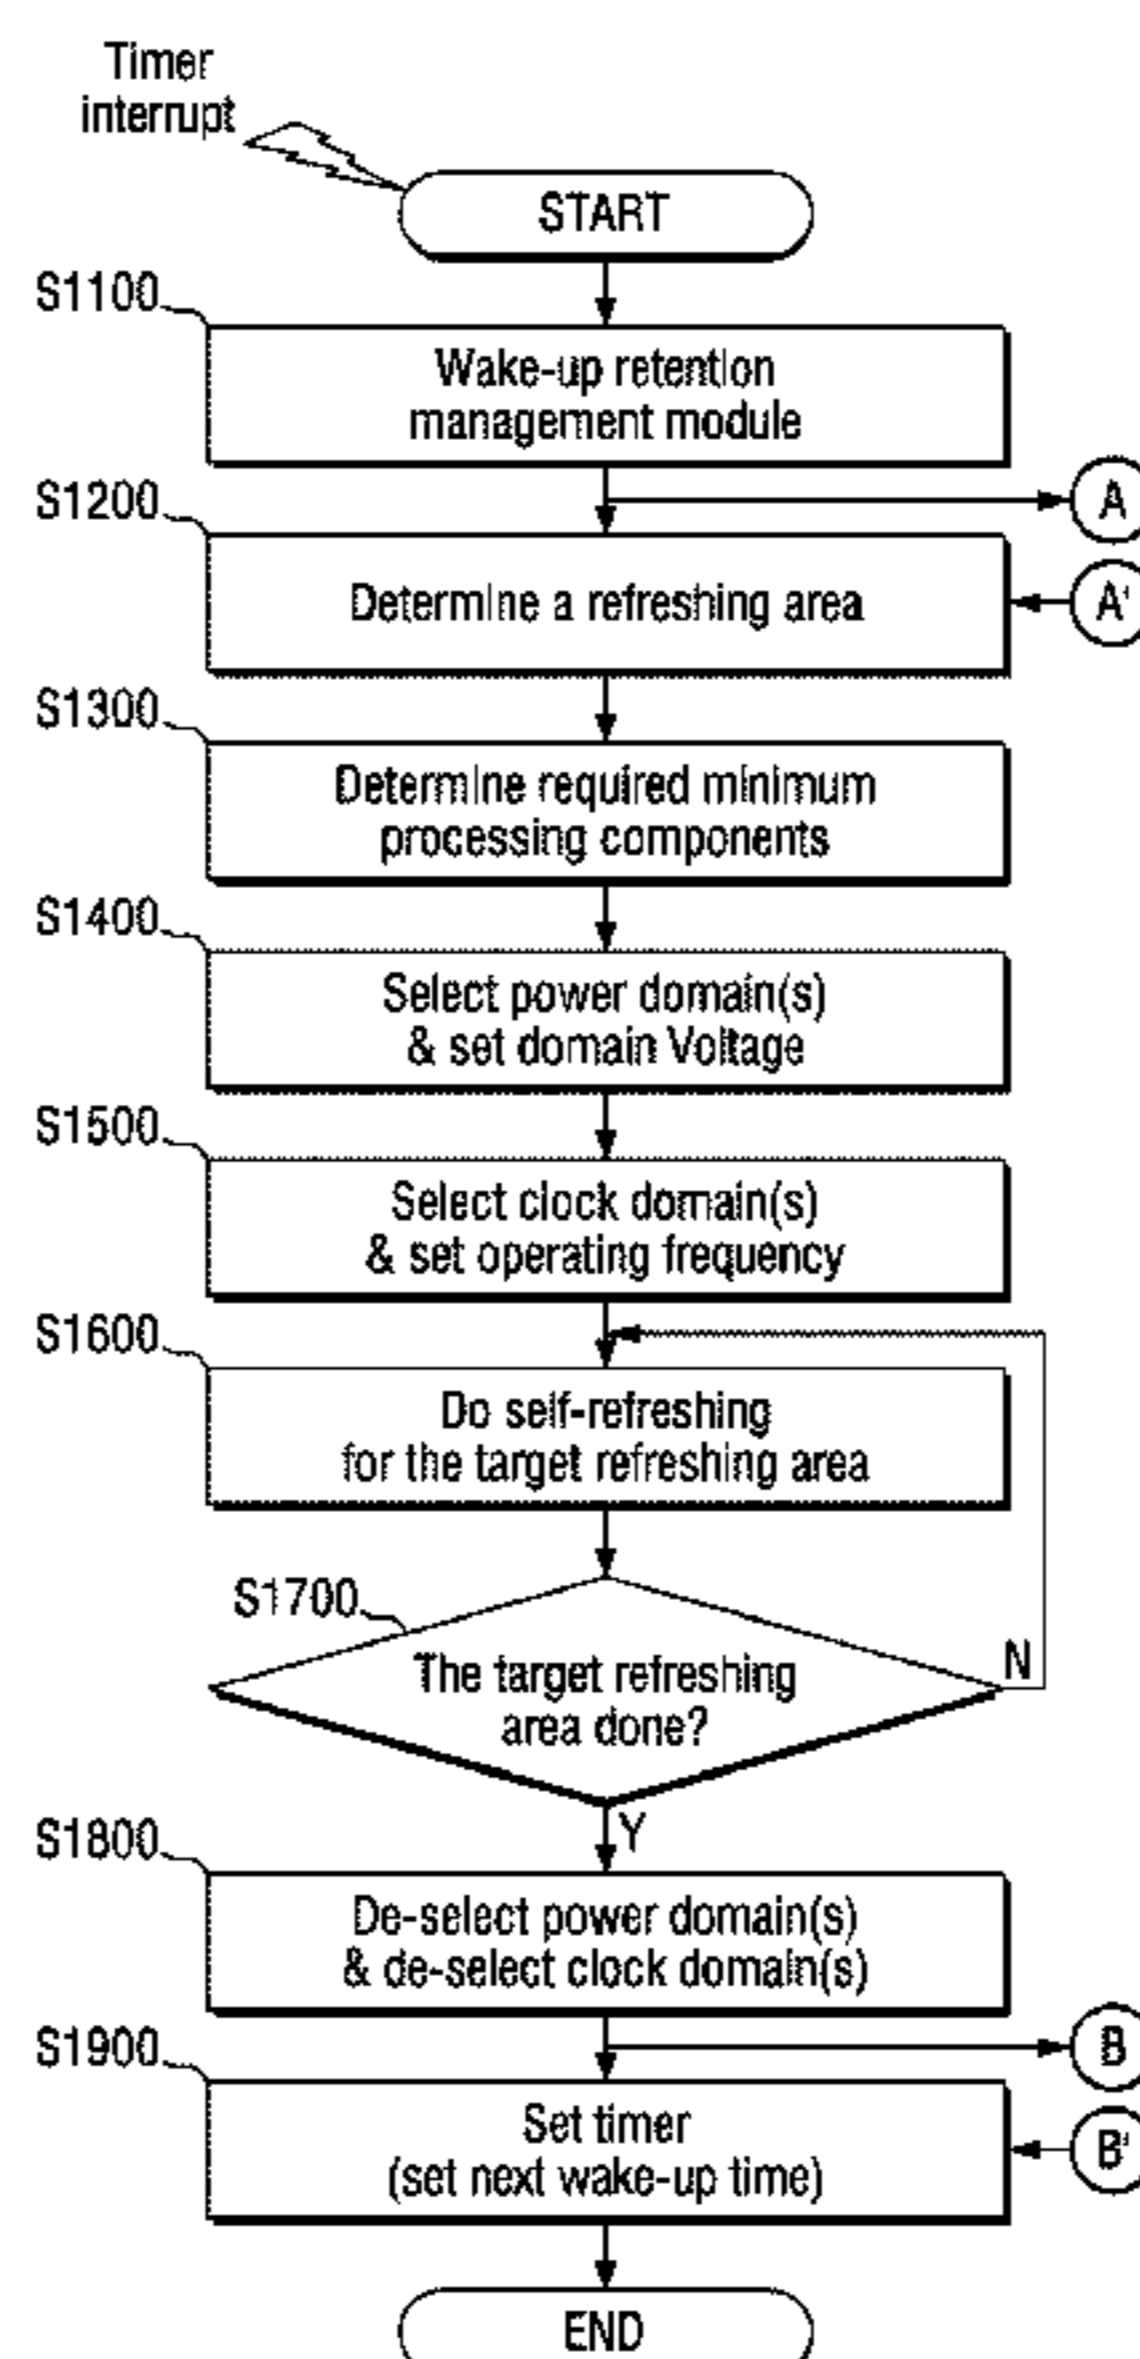 Timer
interrupt
START
S1100
Wake-up retention
management module
A
S1200
Determine a refreshing area
A'
S1300
Determine required minimum
processing components
S1400
Select power domain(s)
& set domain Voltage
S1500
Select clock domain(s)
& set operating frequency
S1600
Do self-refreshing
for the target refreshing area
S1700
The target refreshing
area done?
N
Y
S1800
De-select power domain(s)
& de-select clock domain(s)
B
S1900
Set timer
(set next wake-up time)
B'
END